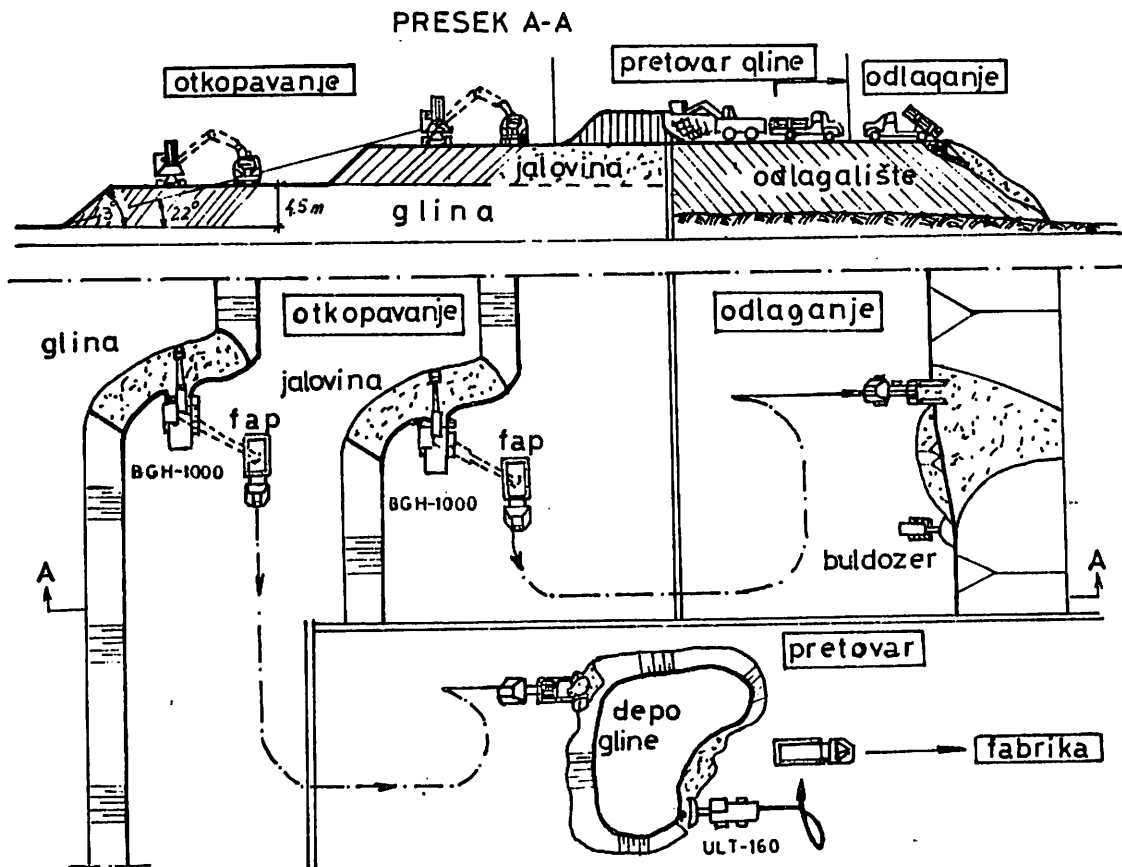 PRESEK A-A
otkopavanje
pretovar gline
odlaganje
jalovina
odlagalište
glina
22°
4,5m
otkopavanje
odlaganje
glina
jalovina
fap
fap
BGH-1000
BGH-1000
buldozer
A
A
pretovar
depo
gline
fabrika
ULT-160